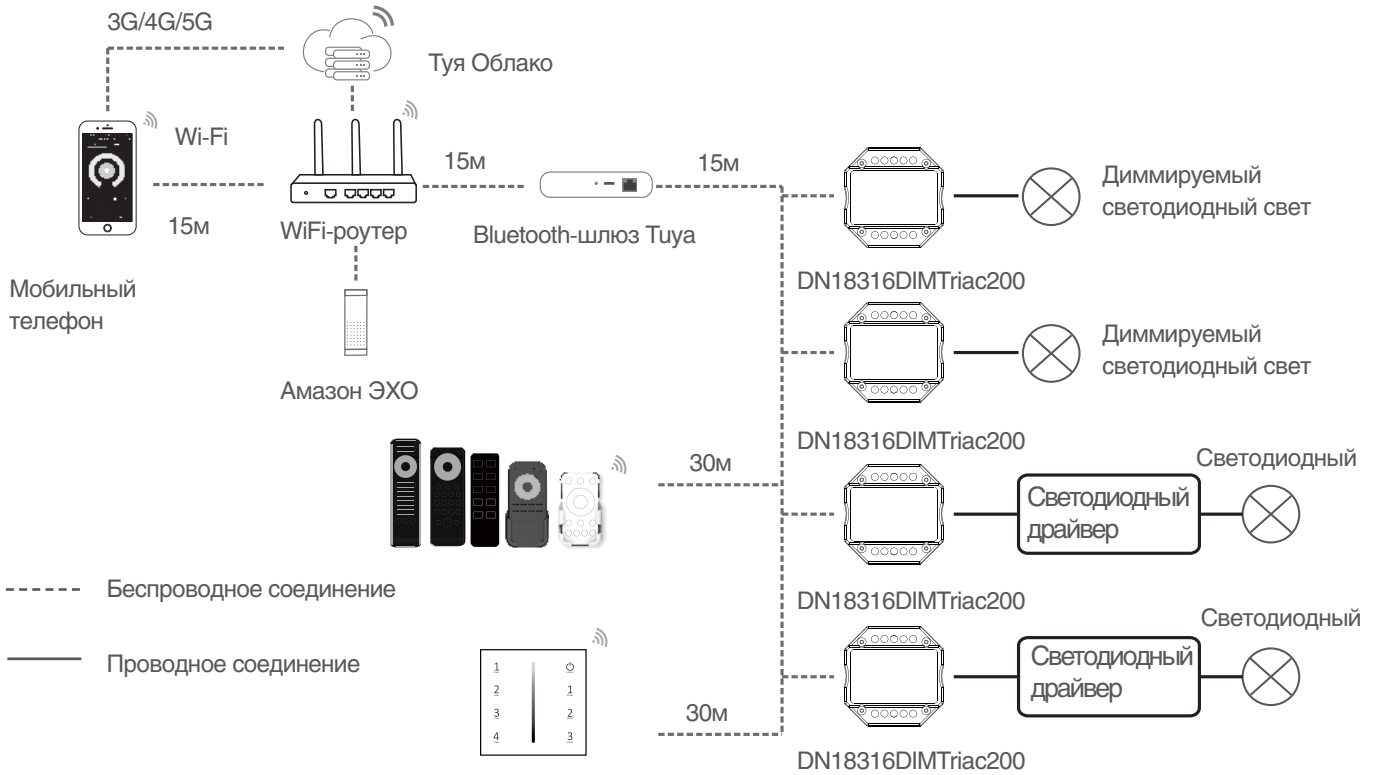 3G/4G/5G
Туя Облако
Wi-Fi
15м
15м
15м
WiFi-роутер
Bluetooth-шлюз Tuya
Мобильный
телефон
Амазон ЭХО
Диммируемый
светодиодный свет
DN18316DIMTriac200
Диммируемый
светодиодный свет
DN18316DIMTriac200
30м
Светодиодный
Светодиодный
драйвер
DN18316DIMTriac200
Беспроводное соединение
Проводное соединение
Светодиодный
Светодиодный
драйвер
1
2
3
4
1
2
3
30м
DN18316DIMTriac200